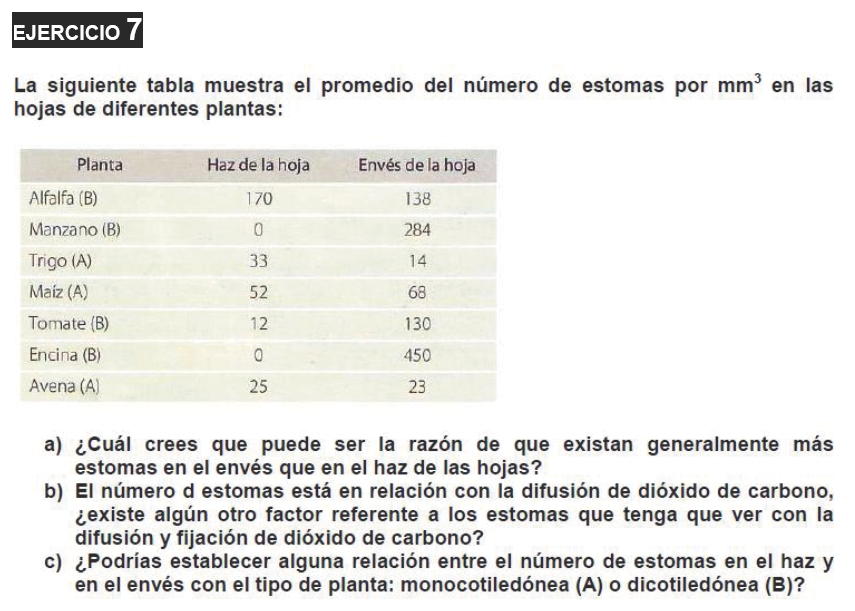 EJERCICIO 7
La siguiente tabla muestra el promedio del número de estomas por mm³ en las
hojas de diferentes plantas:
Planta Haz de la hoja Envés de la hoja
Alfalfa (B) 170 138
Manzano (B) 0 284
Trigo (A) 33 14
Maíz (A) 52 68
Tomate (B) 12 130
Encina (B) 0 450
Avena (A) 25 23
a) ¿Cuál crees que puede ser la razón de que existan generalmente más
estomas en el envés que en el haz de las hojas?
b) El número d estomas está en relación con la difusión de dióxido de carbono,
¿existe algún otro factor referente a los estomas que tenga que ver con la
difusión y fijación de dióxido de carbono?
c) ¿Podrías establecer alguna relación entre el número de estomas en el haz y
en el envés con el tipo de planta: monocotiledónea (A) o dicotiledónea (B)?